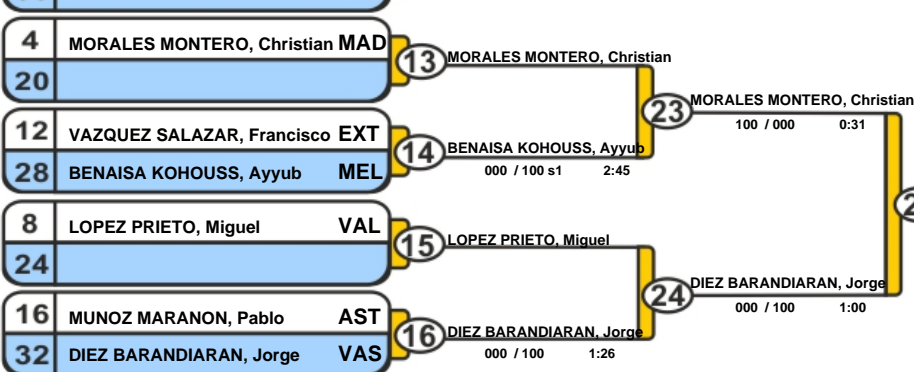 4 MORALES MONTERO, Christian MAD
20
13 MORALES MONTERO, Christian
12 VAZQUEZ SALAZAR, Francisco EXT
28 BENAISA KOHOUSS, Ayyub MEL
14 BENAISA KOHOUSS, Ayyub
000 / 100 s1 2:45
23 MORALES MONTERO, Christian
100 / 000 0:31
8 LOPEZ PRIETO, Miguel VAL
24
15 LOPEZ PRIETO, Miguel
16 MUNOZ MARANON, Pablo AST
32 DIEZ BARANDIARAN, Jorge VAS
16 DIEZ BARANDIARAN, Jorge
000 / 100 1:26
24 DIEZ BARANDIARAN, Jorge
000 / 100 1:00